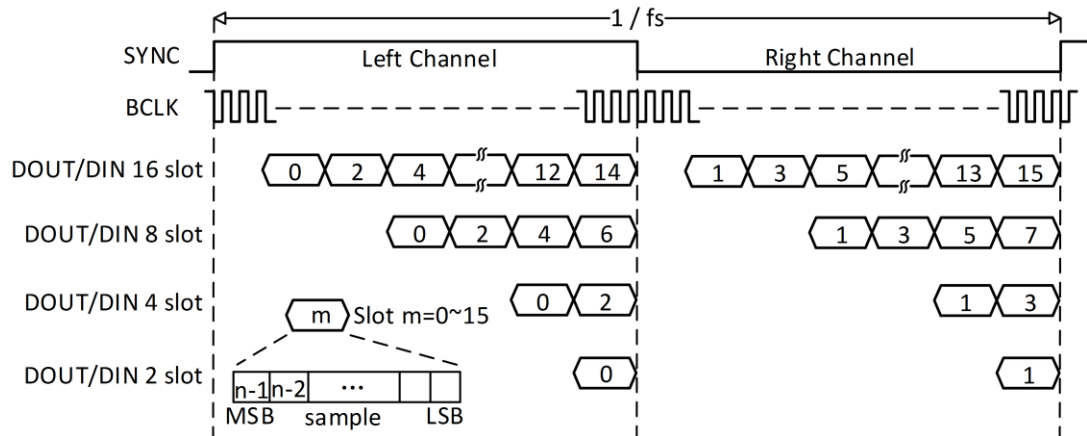 1 / fs
SYNC Left Channel Right Channel
BCLK
DOUT/DIN 16 slot 0 2 4 12 14 1 3 5 13 15
DOUT/DIN 8 slot 0 2 4 6 1 3 5 7
DOUT/DIN 4 slot 0 2 1 3
m Slot m=0~15
DOUT/DIN 2 slot 0 1
n-1 n-2 ...
MSB sample LSB